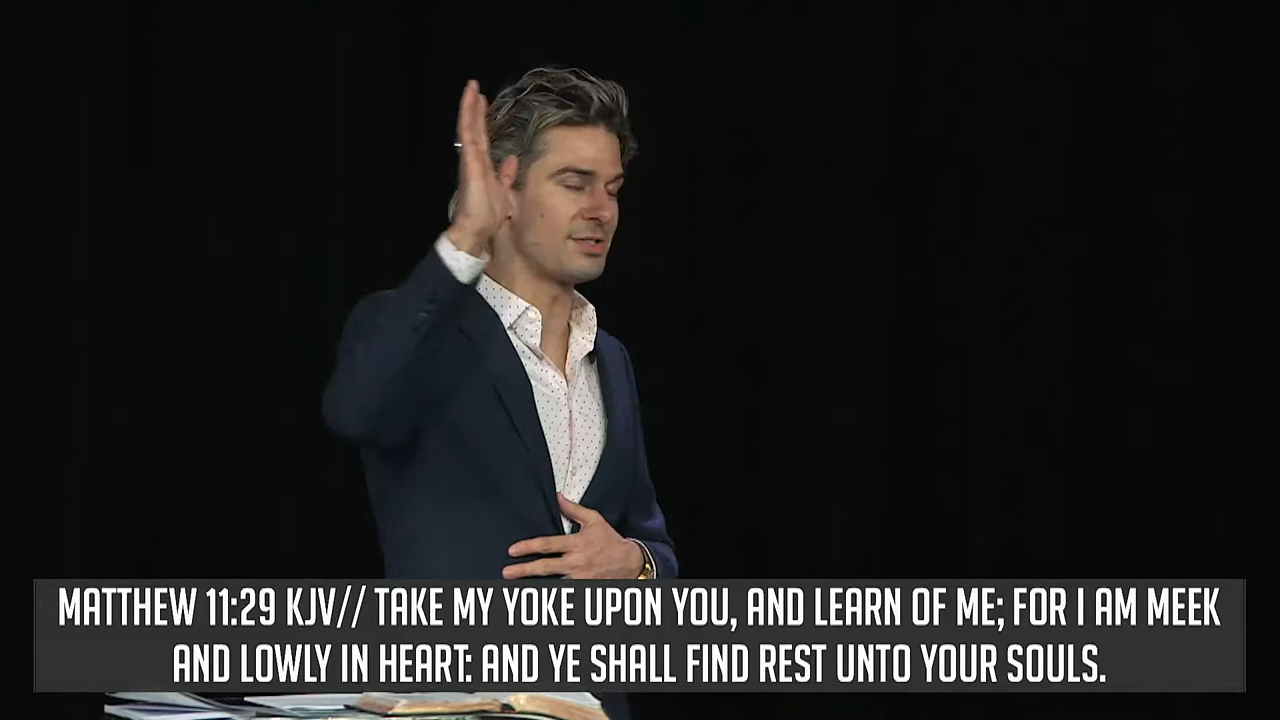 MATTHEW 11:29 KJV// TAKE MY YOKE UPON YOU, AND LEARN OF ME; FOR I AM MEEK
AND LOWLY IN HEART: AND YE SHALL FIND REST UNTO YOUR SOULS.